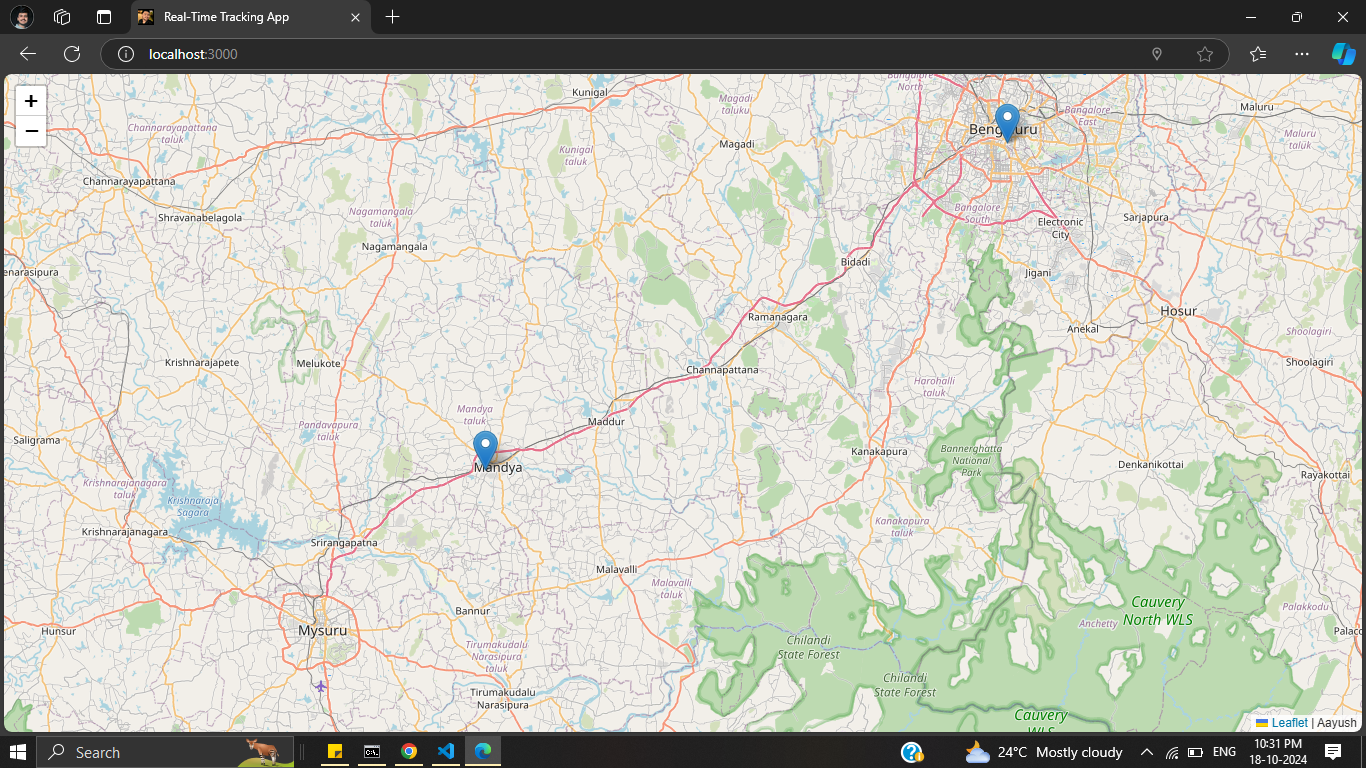 Real-Time Tracking App
localhost:3000
+
−
Bangalore
North
Kunigal
Magadi
taluku
Bangalore
East
Maluru
Channarayapattana
taluk
Bengaluru
Maluru
taluk
Kunigal
taluk
Magadi
Channarayapattana
Shravanabelagola
Nagamangala
taluk
Bangalore
South
Electronic
City
Sarjapura
Nagamangala
Bidadi
enarasipura
Jigani
Ramanagara
Hosur
Anekal
Shoolagiri
Krishnarajapete
Melukote
Channapattana
Shoolagiri
Harohalli
taluk
Mandya
taluk
Maddur
Pandavapura
taluk
Saligrama
Kanakapura
Bannerghatta
National
Park
Denkanikottai
Mandya
Rayakottai
Krishnarajanagara
taluk
Krishnaraja
Sagara
Kanakapura
taluk
Krishnarajanagara
Srirangapatna
Malavalli
Malavalli
taluk
Bannur
Cauvery
North WLS
Palakkodu
Anchetty
Hunsur
Mysuru
Palacc
Chilandi
State Forest
Tirumakudalu
Narasipura
taluk
Chilandi
State Forest
Tirumakudalu
Narasipura
Cauvery
WLS
Leaflet | Aayush
Search
24°C Mostly cloudy
ENG
10:31 PM
18-10-2024